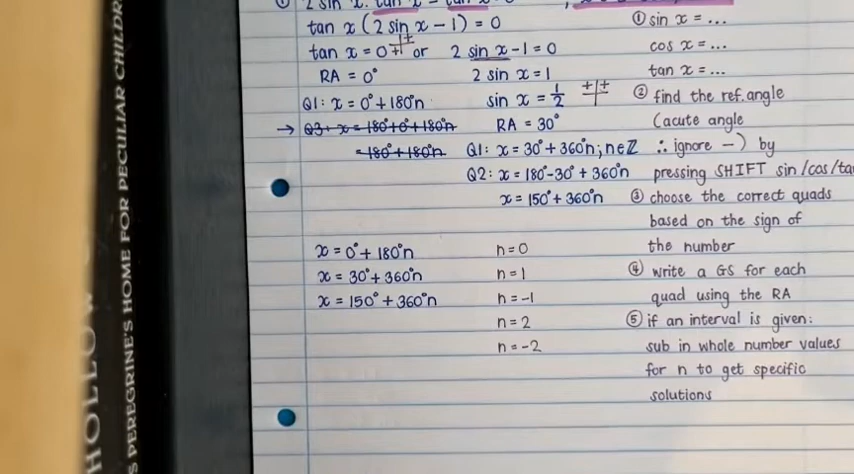 tan x (2 sin x - 1) = 0
tan x = 0 or 2 sin x - 1 = 0
RA = 0°
2 sin x = 1
Q1: x = 0° + 180°n
sin x = 1/2
→ Q3: x = 180° + 0° + 180°n
RA = 30°
= 180° + 180°n
Q1: x = 30° + 360°n; n∈Z
Q2: x = 180° - 30° + 360°n
x = 150° + 360°n
x = 0° + 180°n
x = 30° + 360°n
x = 150° + 360°n
n = 0
n = 1
n = -1
n = 2
n = -2
① sin x = ...
cos x = ...
tan x = ...
② find the ref. angle
(acute angle
∴ ignore -) by
pressing SHIFT sin/cos/tan
③ choose the correct quads
based on the sign of
the number
④ write a GS for each
quad using the RA
⑤ if an interval is given:
sub in whole number values
for n to get specific
solutions
PEREGRINE'S HOME FOR PECULIAR CHILDR